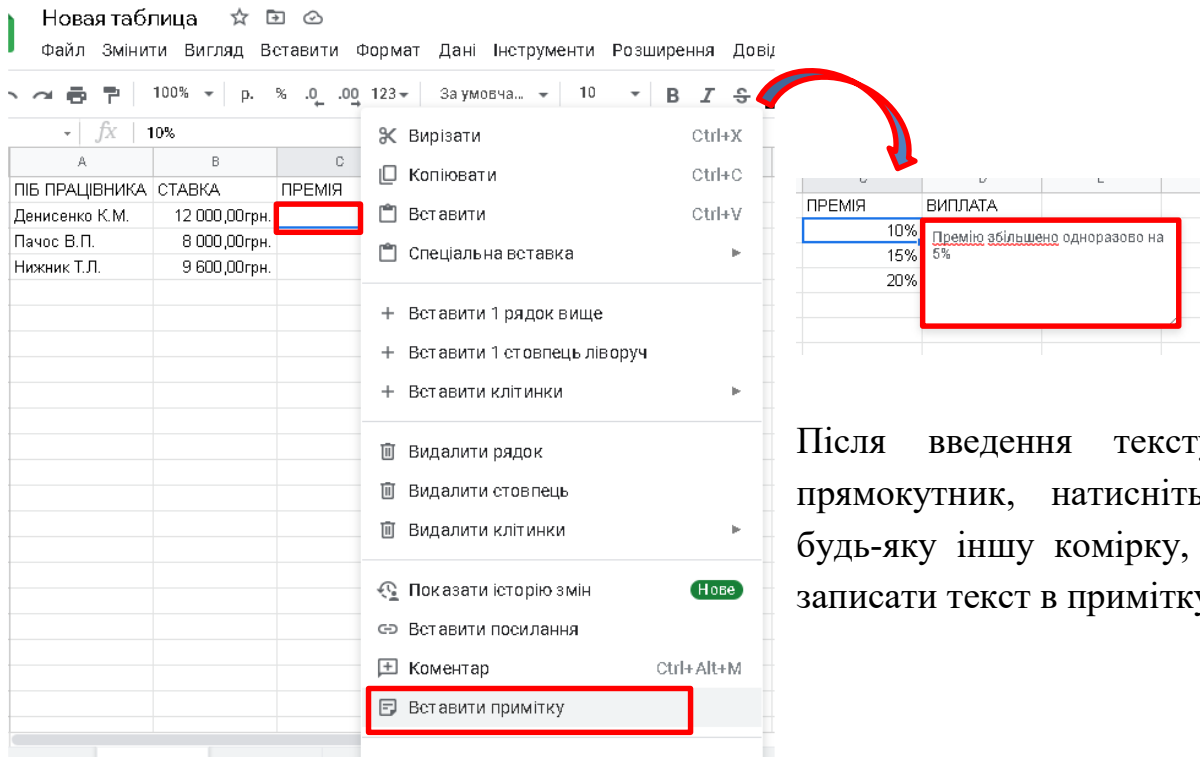 Новая таблица
Файл Змінити Вигляд Вставити Формат Дані Інструменти Розширення
100% р. % .0 .00 123 За умовча... 10 B I S
fx 10%
A B C
ПІБ ПРАЦІВНИКА СТАВКА ПРЕМІЯ
Денисенко К.М. 12 000,00грн.
Пачос В.П. 8 000,00грн.
Нижник Т.Л. 9 600,00грн.
Вирізати Ctrl+X
Копіювати Ctrl+C
Вставити Ctrl+V
Спеціальна вставка
Вставити 1 рядок вище
Вставити 1 стовпець ліворуч
Вставити клітинки
Видалити рядок
Видалити стовпець
Видалити клітинки
Показати історію змін Нове
Вставити посилання
Коментар Ctrl+Alt+M
Вставити примітку
ПРЕМІЯ ВИПЛАТА
10%
15%
20%
Премію збільшено одноразово на
5%
Після введення тексту
прямокутник, натисніть
будь-яку іншу комірку,
записати текст в примітку